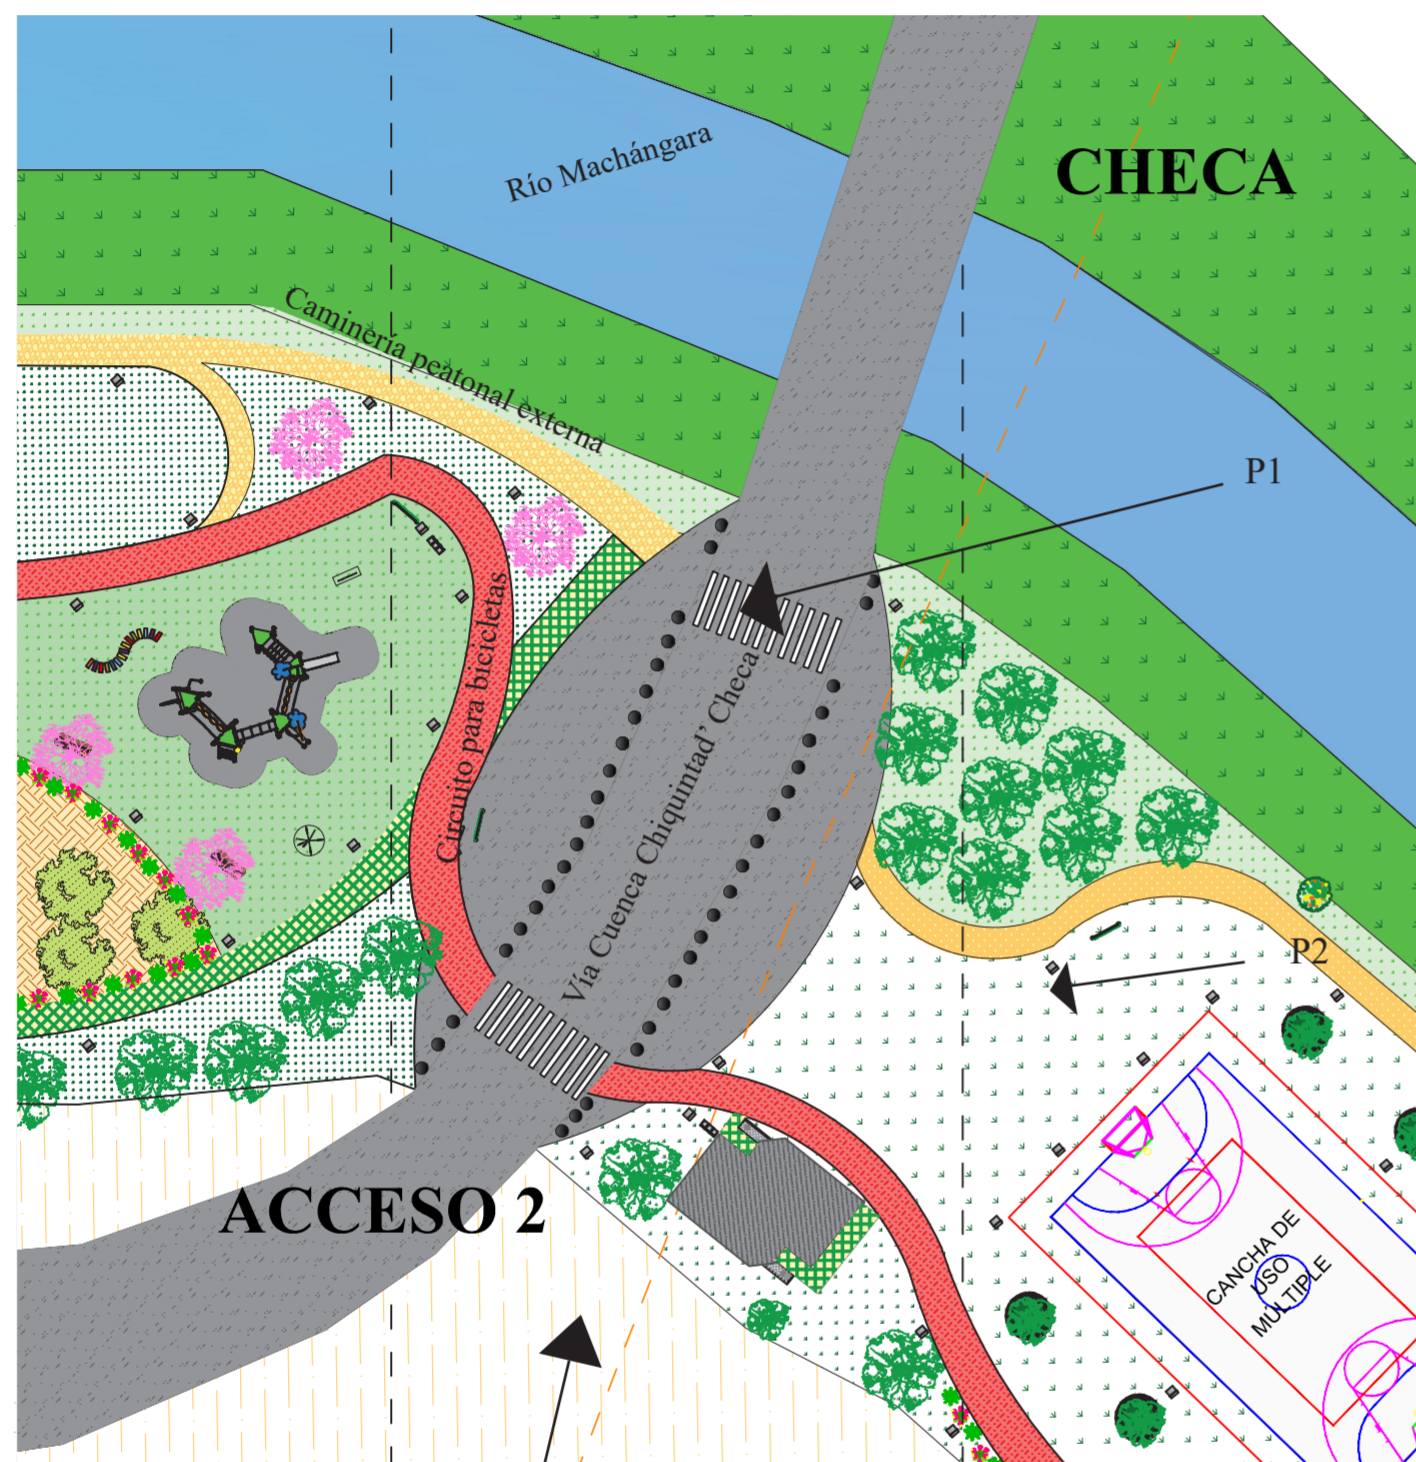 Río Machángara
CHECA
Caminería peatonal externa
P1
Circuito para bicicletas
Vía Cuenca Chiquintad’ Checa
P2
ACCESO 2
CANCHA DE
USO
MÚLTIPLE